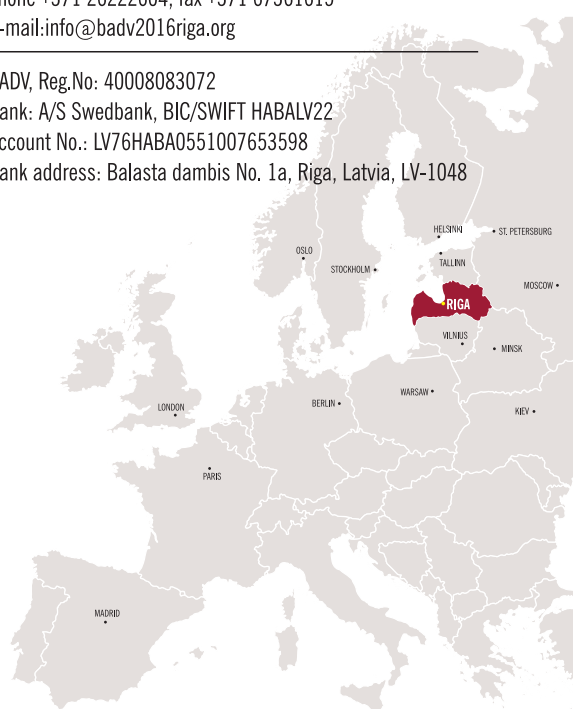 -mail:info@badv2016riga.org
ADV, Reg.No: 40008083072
ank: A/S Swedbank, BIC/SWIFT HABALV22
ccount No.: LV76HABA0551007653598
ank address: Balasta dambis No. 1a, Riga, Latvia, LV-1048
HELSINKI
ST. PETERSBURG
OSLO
TALLINN
STOCKHOLM
MOSCOW
RIGA
VILNIUS
MINSK
WARSAW
BERLIN
LONDON
KIEV
PARIS
MADRID